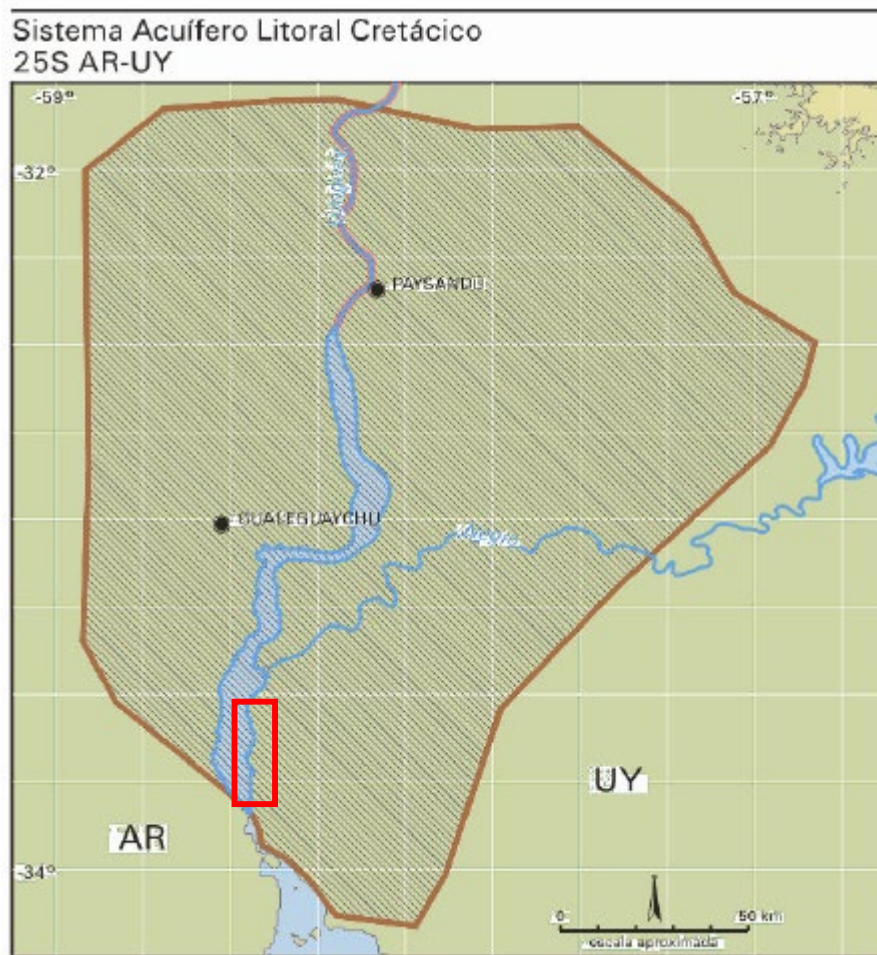 Sistema Acuífero Litoral Cretácico
25S AR-UY
-59°
-57°
-32°
PAYSANDU
GUALEGUAYCHU
UY
AR
-34°
0
50 km
escala aproximada